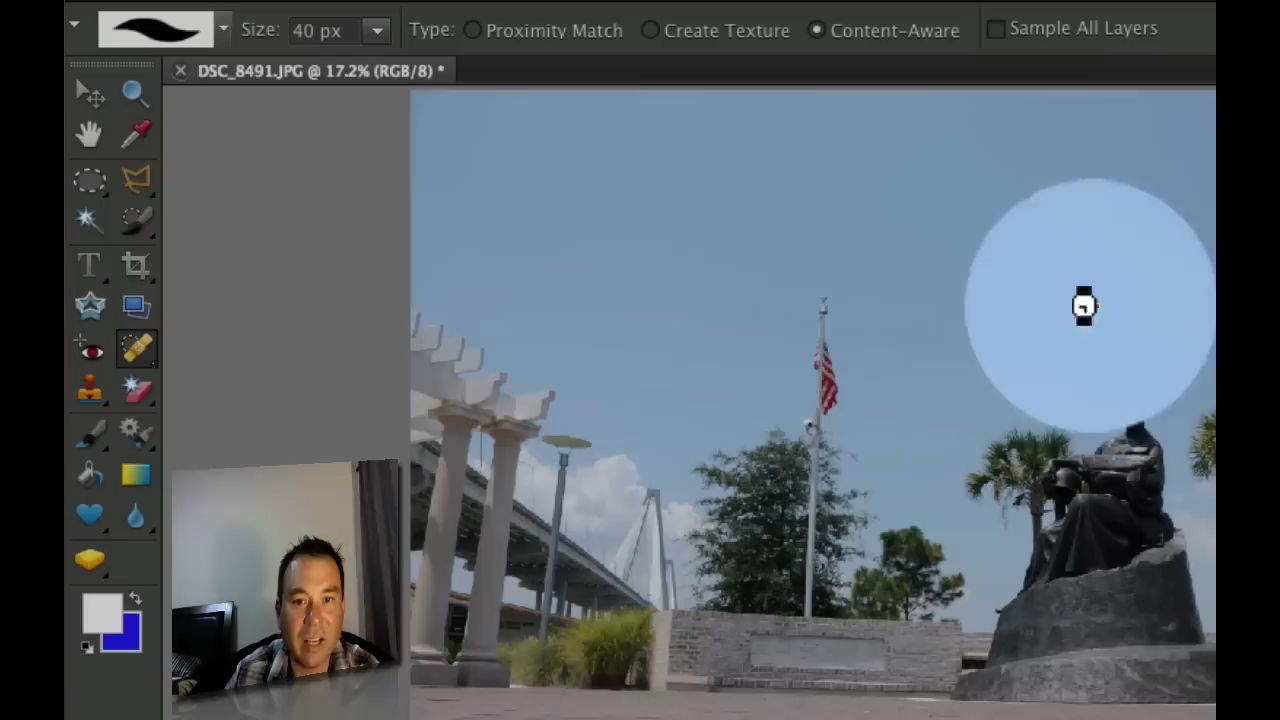 Size: 40 px Type: Proximity Match Create Texture Content-Aware Sample All Layers
DSC_8491.JPG @ 17.2% (RGB/8) *
T